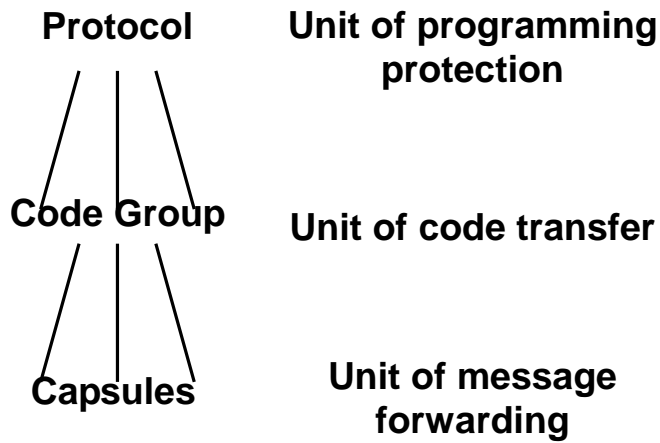 Protocol
Unit of programming
protection
Code Group
Unit of code transfer
Capsules
Unit of message
forwarding